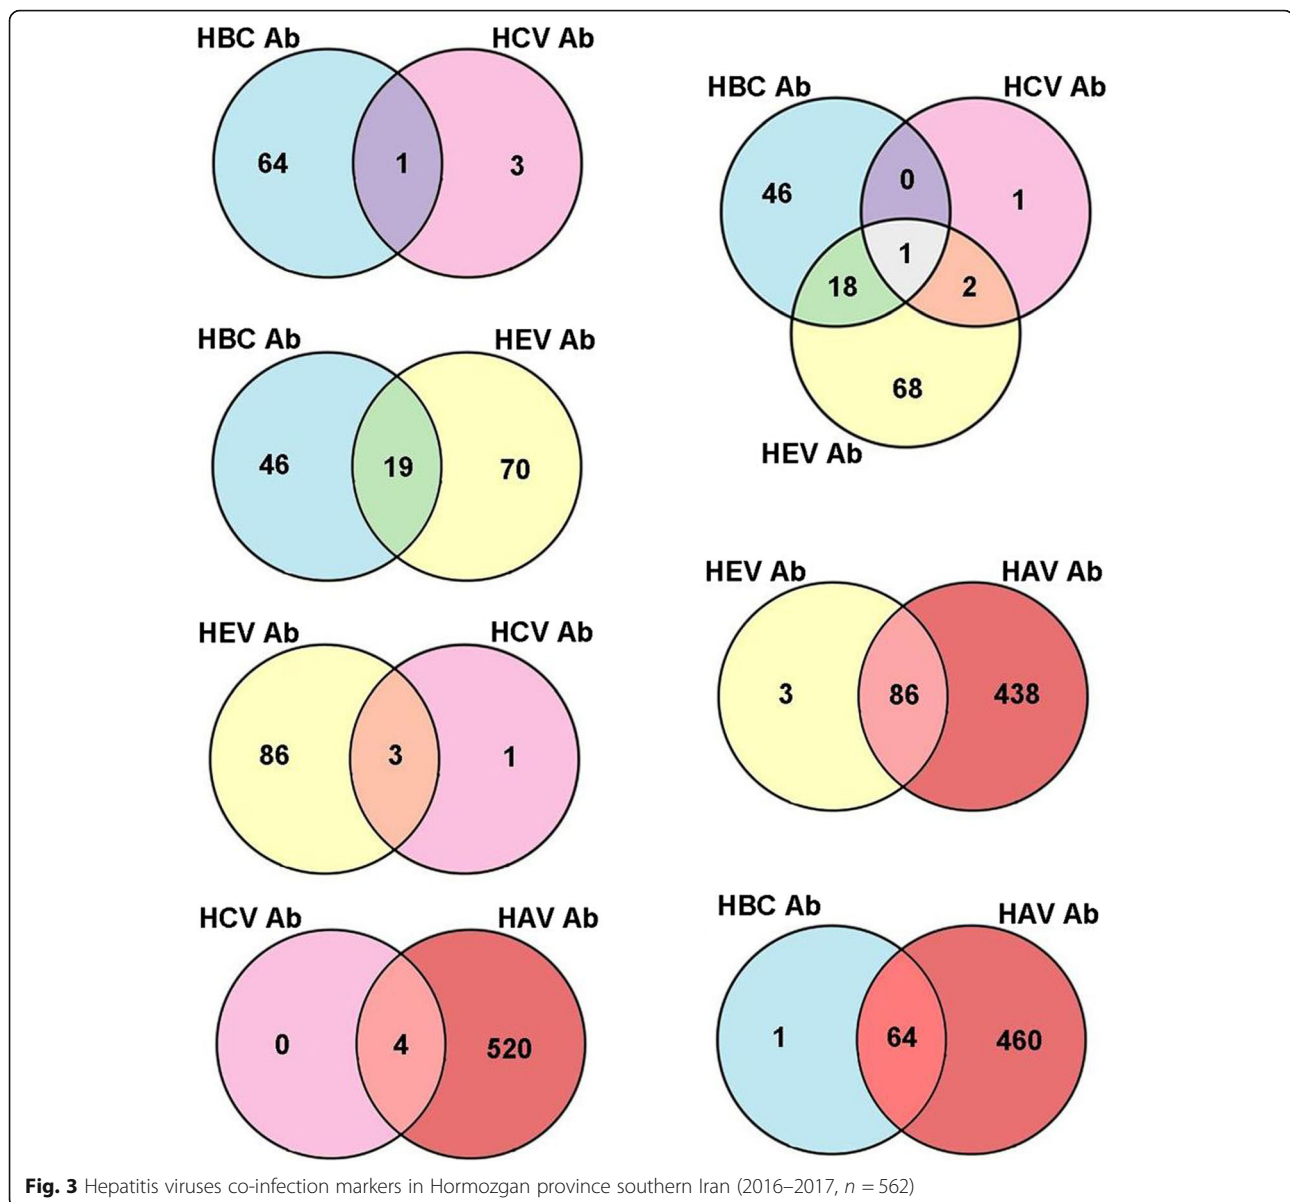 HBC Ab HCV Ab
64 1 3
HBC Ab HEV Ab
46 19 70
HEV Ab HCV Ab
86 3 1
HCV Ab HAV Ab
0 4 520
HBC Ab HCV Ab
46 0 1
1
18 2
68
HEV Ab
HEV Ab HAV Ab
3 86 438
HBC Ab HAV Ab
1 64 460
Fig. 3 Hepatitis viruses co-infection markers in Hormozgan province southern Iran (2016–2017, n = 562)